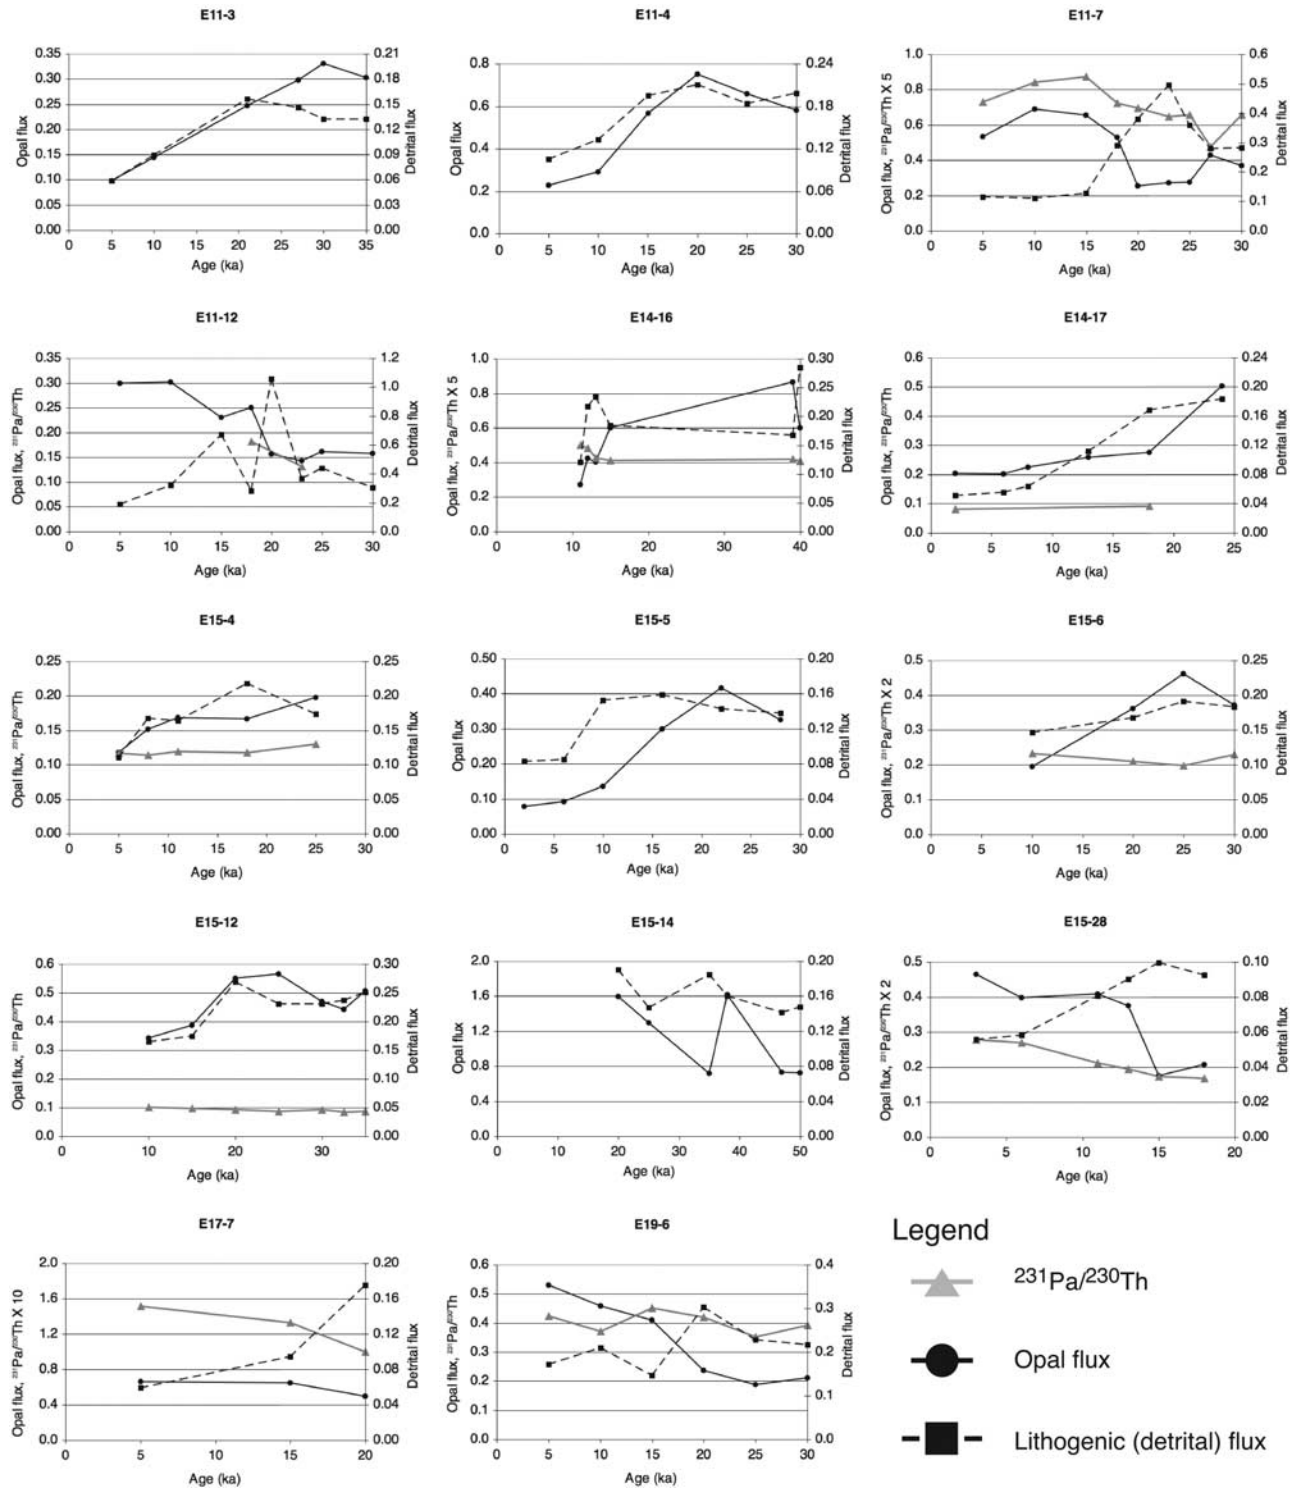 E11-3
0.35
0.30
0.25
0.20
0.15
0.10
0.05
0.00
Opal flux
0.21
0.18
0.15
0.12
0.09
0.06
0.03
0.00
Detrital flux
0 5 10 15 20 25 30 35
Age (ka)
E11-4
0.8
0.6
0.4
0.2
0.0
Opal flux
0.24
0.18
0.12
0.06
0.00
Detrital flux
0 5 10 15 20 25 30
Age (ka)
E11-7
1.0
0.8
0.6
0.4
0.2
0.0
Opal flux, ²³¹Pa/²³⁰Th X 5
0.6
0.5
0.4
0.3
0.2
0.1
0.0
Detrital flux
0 5 10 15 20 25 30
Age (ka)
E11-12
0.35
0.30
0.25
0.20
0.15
0.10
0.05
0.00
Opal flux, ²³¹Pa/²³⁰Th
1.2
1.0
0.8
0.6
0.4
0.2
0.0
Detrital flux
0 5 10 15 20 25 30
Age (ka)
E14-16
1.0
0.8
0.6
0.4
0.2
0.0
Opal flux, ²³¹Pa/²³⁰Th X 5
0.30
0.25
0.20
0.15
0.10
0.05
0.00
Detrital flux
0 10 20 30 40
Age (ka)
E14-17
0.6
0.5
0.4
0.3
0.2
0.1
0.0
Opal flux, ²³¹Pa/²³⁰Th
0.24
0.20
0.16
0.12
0.08
0.04
0.00
Detrital flux
0 5 10 15 20 25
Age (ka)
E15-4
0.25
0.20
0.15
0.10
0.05
0.00
Opal flux, ²³¹Pa/²³⁰Th
0.25
0.20
0.15
0.10
0.05
0.00
Detrital flux
0 5 10 15 20 25 30
Age (ka)
E15-5
0.50
0.40
0.30
0.20
0.10
0.00
Opal flux
0.20
0.16
0.12
0.08
0.04
0.00
Detrital flux
0 5 10 15 20 25 30
Age (ka)
E15-6
0.5
0.4
0.3
0.2
0.1
0.0
Opal flux, ²³¹Pa/²³⁰Th X 2
0.25
0.20
0.15
0.10
0.05
0.00
Detrital flux
0 5 10 15 20 25 30
Age (ka)
E15-12
0.6
0.5
0.4
0.3
0.2
0.1
0.0
Opal flux, ²³¹Pa/²³⁰Th
0.30
0.25
0.20
0.15
0.10
0.05
0.00
Detrital flux
0 10 20 30 35
Age (ka)
E15-14
2.0
1.6
1.2
0.8
0.4
0.0
Opal flux
0.20
0.16
0.12
0.08
0.04
0.00
Detrital flux
0 20 30 40 50
Age (ka)
E15-28
0.5
0.4
0.3
0.2
0.1
0.0
Opal flux, ²³¹Pa/²³⁰Th X 2
0.10
0.08
0.06
0.04
0.02
0.00
Detrital flux
0 5 10 15 20
Age (ka)
E17-7
2.0
1.6
1.2
0.8
0.4
0.0
Opal flux, ²³¹Pa/²³⁰Th X 10
0.20
0.16
0.12
0.08
0.04
0.00
Detrital flux
0 5 10 15 20
Age (ka)
E19-6
0.6
0.5
0.4
0.3
0.2
0.1
0.0
Opal flux, ²³¹Pa/²³⁰Th
0.4
0.3
0.2
0.1
0.0
Detrital flux
0 5 10 15 20 25 30
Age (ka)
Legend
²³¹Pa/²³⁰Th
Opal flux
Lithogenic (detrital) flux